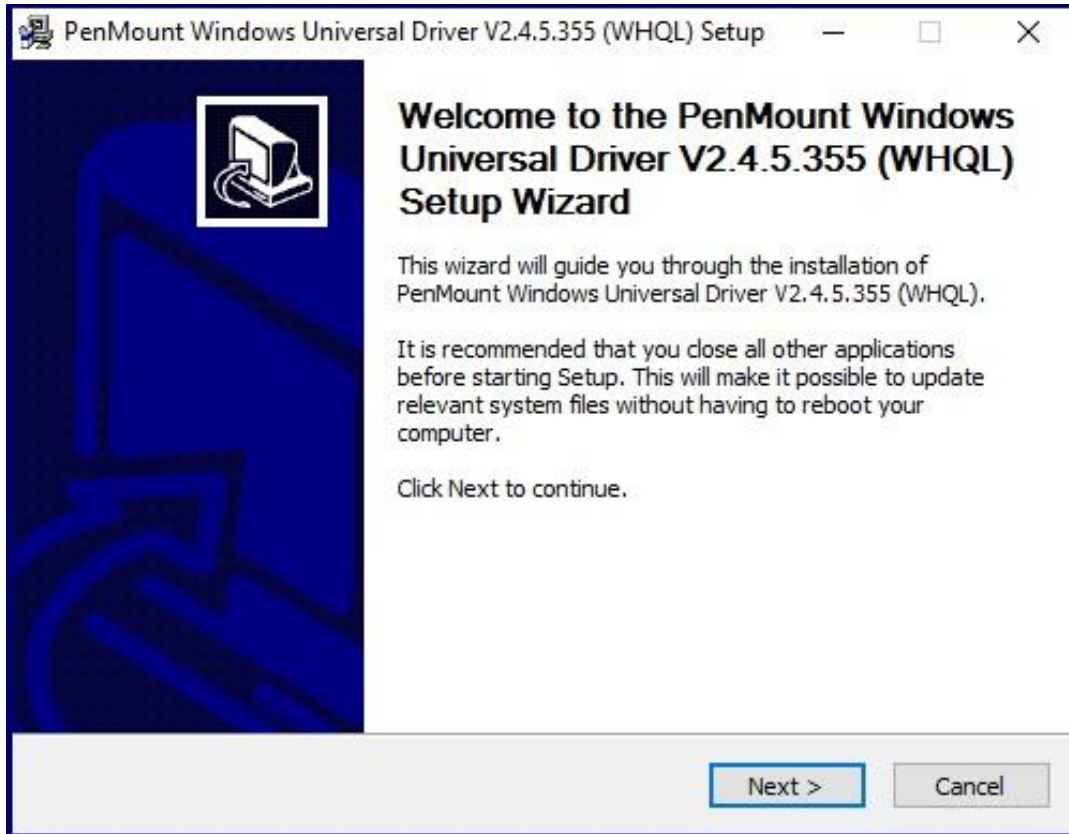 PenMount Windows Universal Driver V2.4.5.355 (WHQL) Setup
Welcome to the PenMount Windows
Universal Driver V2.4.5.355 (WHQL)
Setup Wizard
This wizard will guide you through the installation of
PenMount Windows Universal Driver V2.4.5.355 (WHQL).
It is recommended that you close all other applications
before starting Setup. This will make it possible to update
relevant system files without having to reboot your
computer.
Click Next to continue.
Next >
Cancel